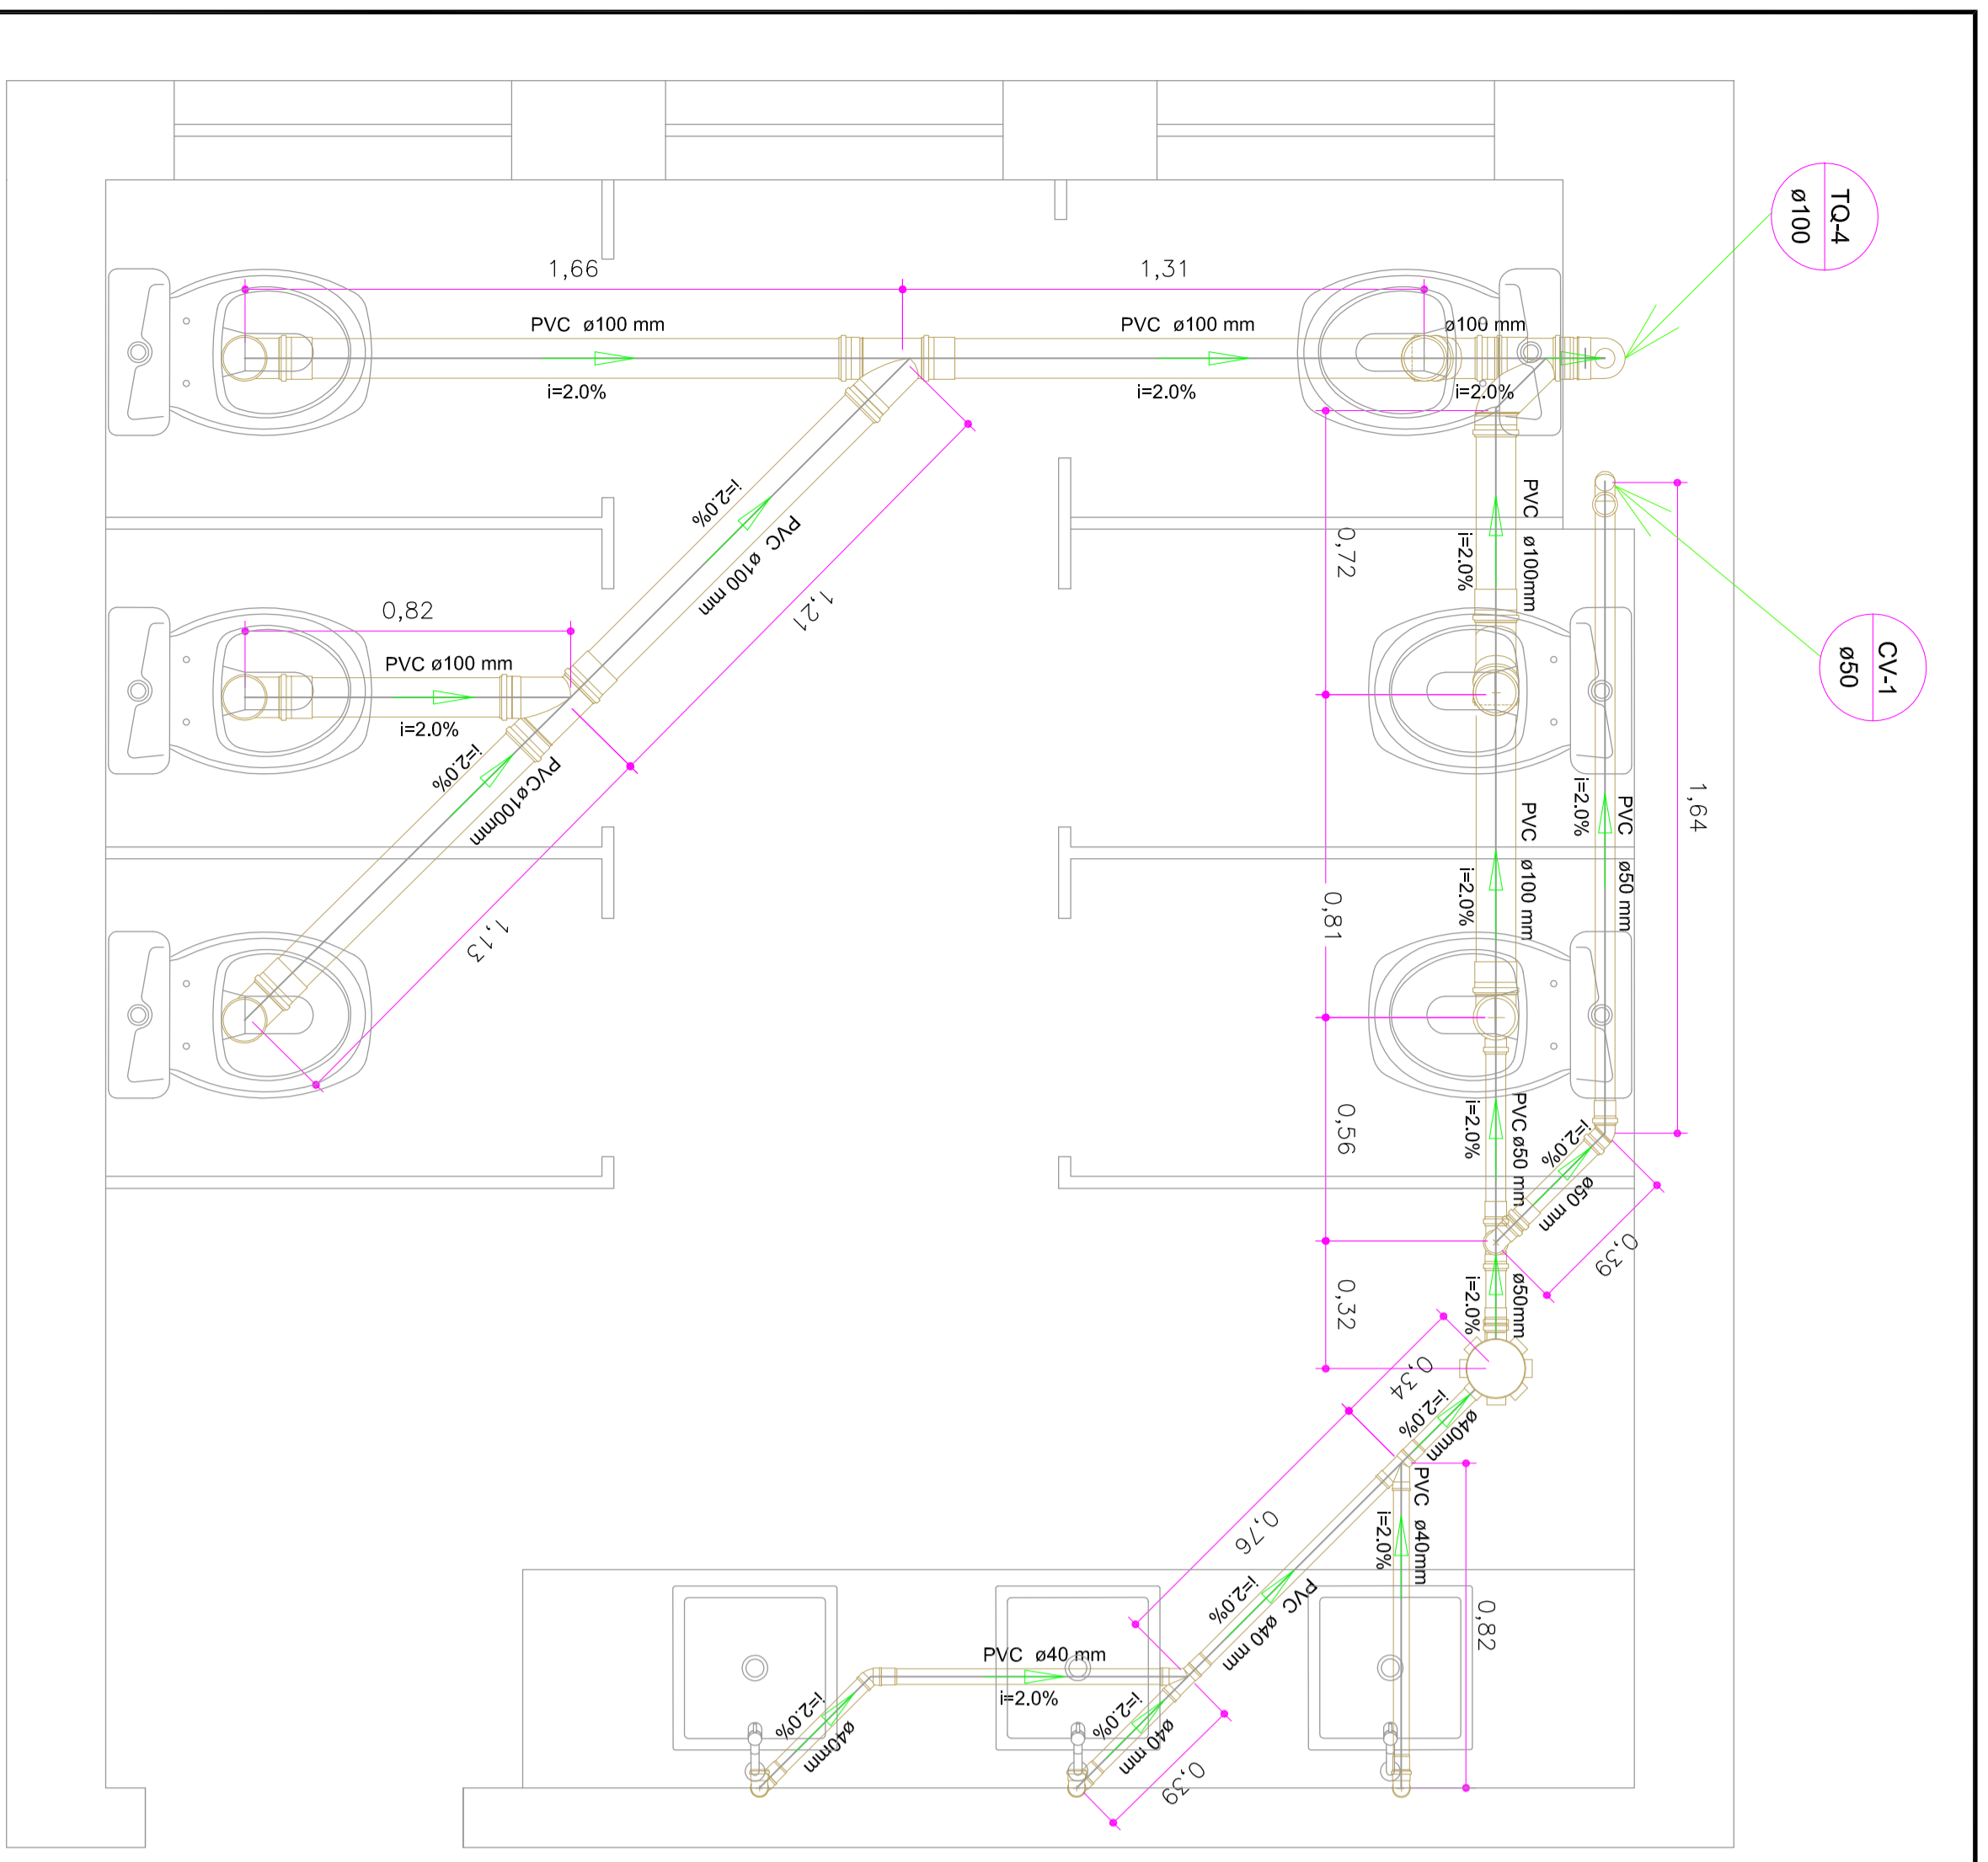 TQ-4
ø100
1,66
1,31
PVC ø100 mm
i=2.0%
PVC ø100 mm
i=2.0%
ø100 mm
i=2.0%
CV-1
ø50
i=2.0%
PVC ø100 mm
1,21
0,72
PVC ø100mm
i=2.0%
0,82
PVC ø100 mm
i=2.0%
i=2.0%
PVCø100mm
1,13
1,64
PVC ø50 mm
i=2.0%
0,81
PVC ø100 mm
i=2.0%
0,56
PVC ø50 mm
i=2.0%
i=2.0%
ø50 mm
0,39
0,32
ø50mm
i=2.0%
0,34
i=2.0%
ø40mm
0,76
PVC ø40mm
i=2.0%
0,82
i=2.0%
PVC ø40 mm
PVC ø40 mm
i=2.0%
i=2.0%
ø40mm
i=2.0%
ø40 mm
0,39